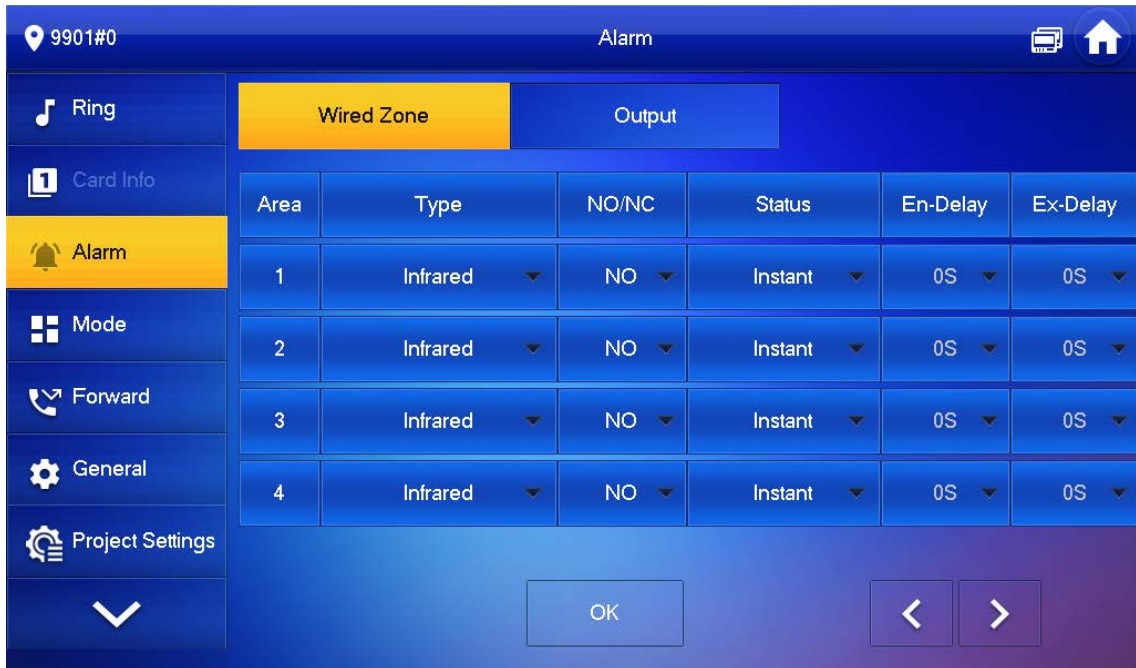 9901#0 Alarm
Ring
Card Info
Alarm
Mode
Forward
General
Project Settings
Wired Zone Output
Area Type NO/NC Status En-Delay Ex-Delay
1 Infrared NO Instant 0S 0S
2 Infrared NO Instant 0S 0S
3 Infrared NO Instant 0S 0S
4 Infrared NO Instant 0S 0S
OK